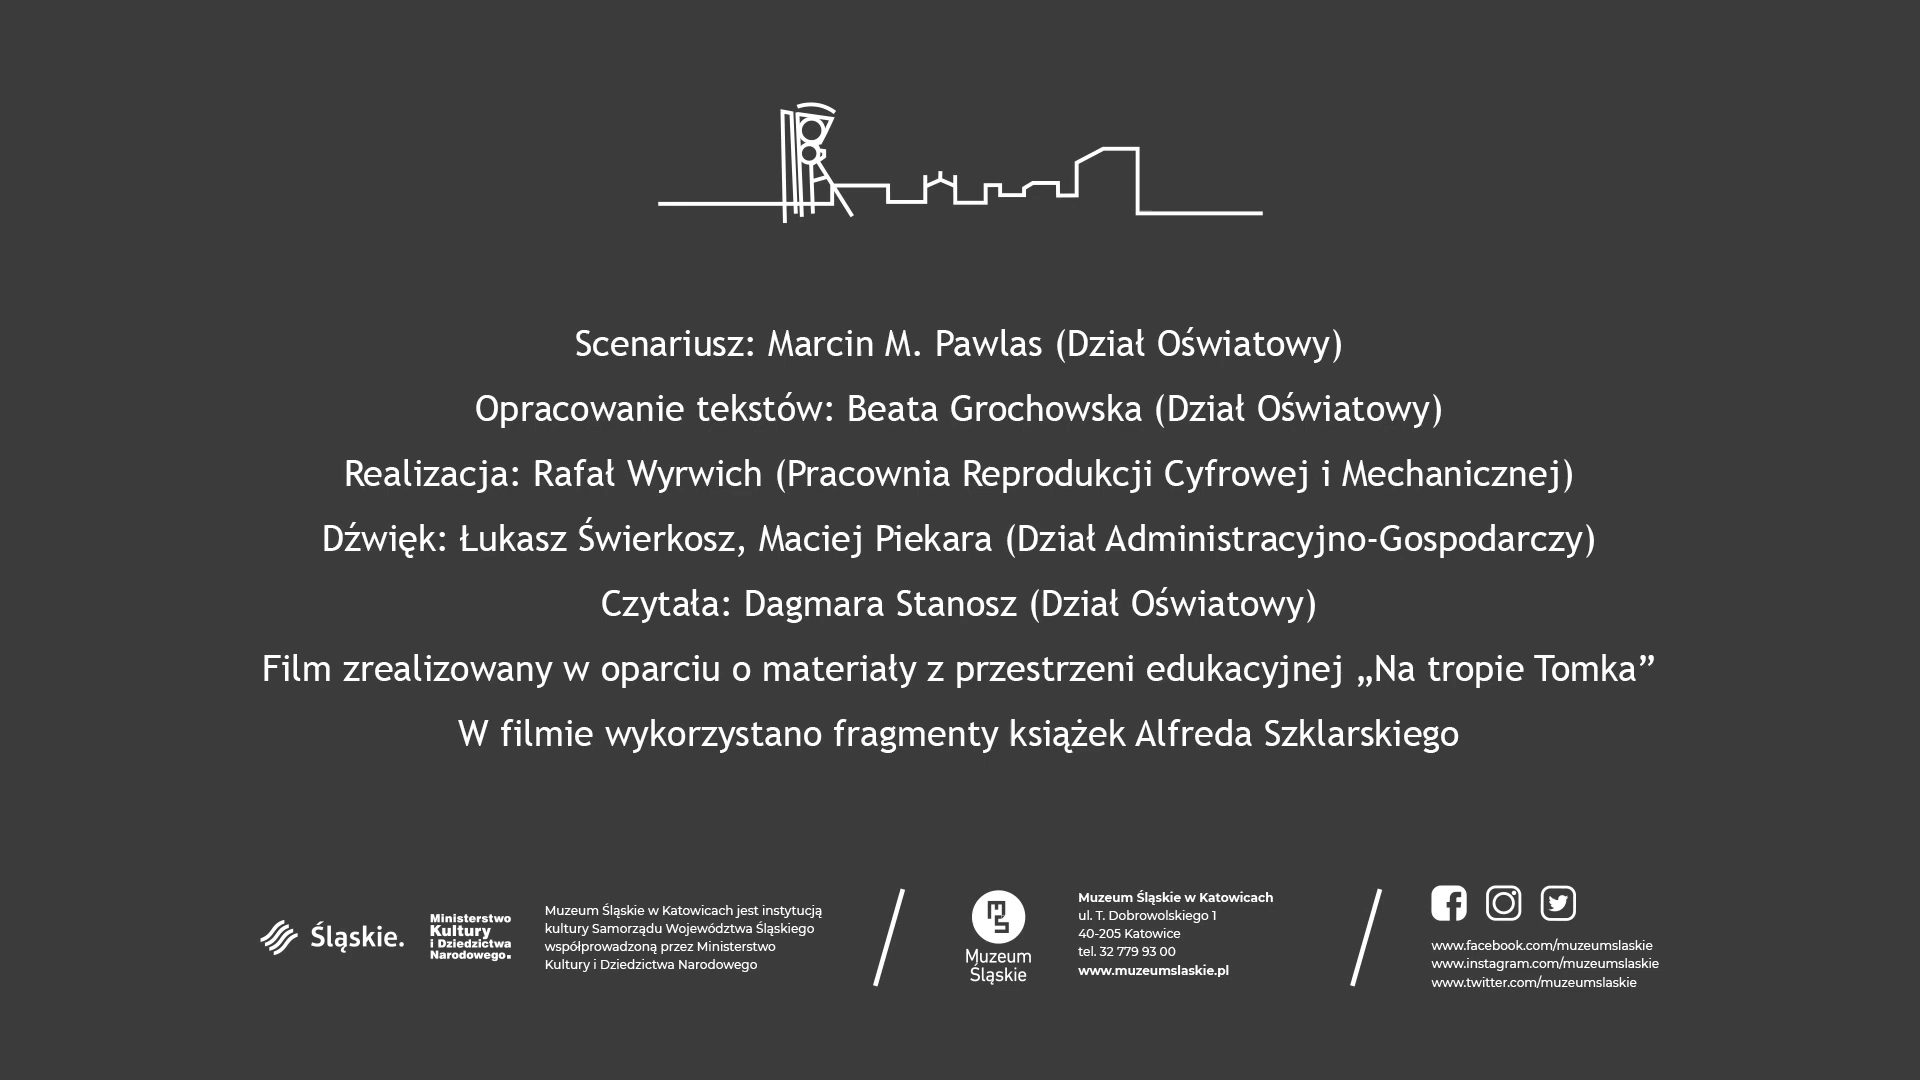 Scenariusz: Marcin M. Pawlas (Dział Oświatowy)
Opracowanie tekstów: Beata Grochowska (Dział Oświatowy)
Realizacja: Rafał Wyrwich (Pracownia Reprodukcji Cyfrowej i Mechanicznej)
Dźwięk: Łukasz Świerkosz, Maciej Piekara (Dział Administracyjno-Gospodarczy)
Czytała: Dagmara Stanosz (Dział Oświatowy)
Film zrealizowany w oparciu o materiały z przestrzeni edukacyjnej „Na tropie Tomka”
W filmie wykorzystano fragmenty książek Alfreda Szklarskiego
Śląskie.
Ministerstwo
Kultury
i Dziedzictwa
Narodowego.
Muzeum Śląskie w Katowicach jest instytucją
kultury Samorządu Województwa Śląskiego
współprowadzoną przez Ministerstwo
Kultury i Dziedzictwa Narodowego
MS
Muzeum
Śląskie
Muzeum Śląskie w Katowicach
ul. T. Dobrowolskiego 1
40-205 Katowice
tel. 32 779 93 00
www.muzeumslaskie.pl
www.facebook.com/muzeumslaskie
www.instagram.com/muzeumslaskie
www.twitter.com/muzeumslaskie